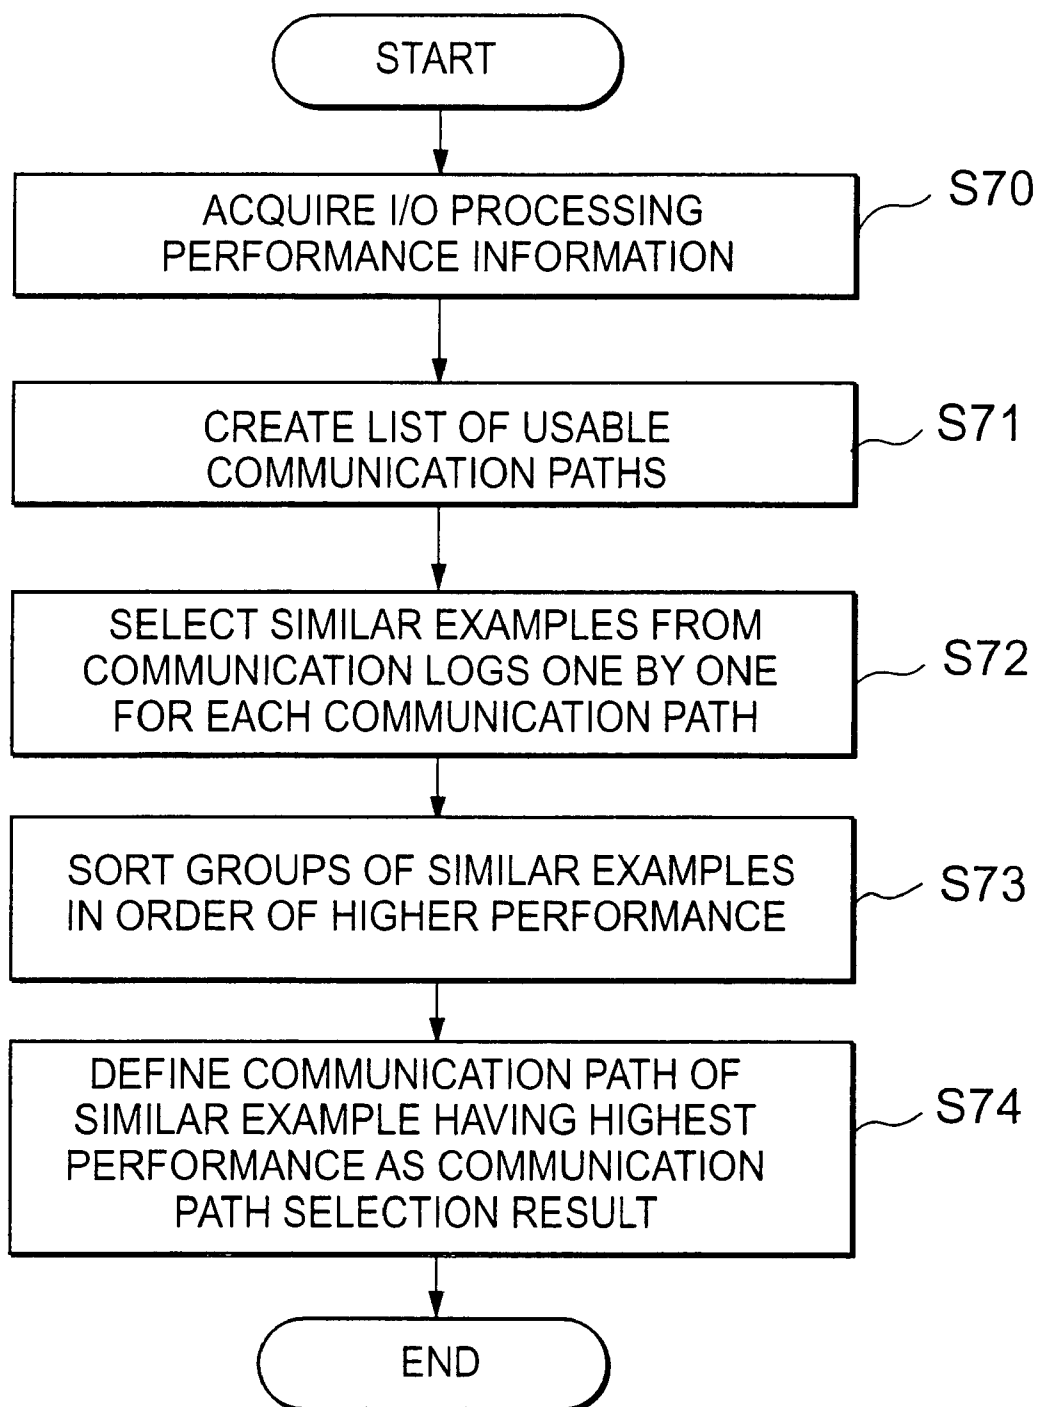 START
ACQUIRE I/O PROCESSING
PERFORMANCE INFORMATION
S70
CREATE LIST OF USABLE
COMMUNICATION PATHS
S71
SELECT SIMILAR EXAMPLES FROM
COMMUNICATION LOGS ONE BY ONE
FOR EACH COMMUNICATION PATH
S72
SORT GROUPS OF SIMILAR EXAMPLES
IN ORDER OF HIGHER PERFORMANCE
S73
DEFINE COMMUNICATION PATH OF
SIMILAR EXAMPLE HAVING HIGHEST
PERFORMANCE AS COMMUNICATION
PATH SELECTION RESULT
S74
END